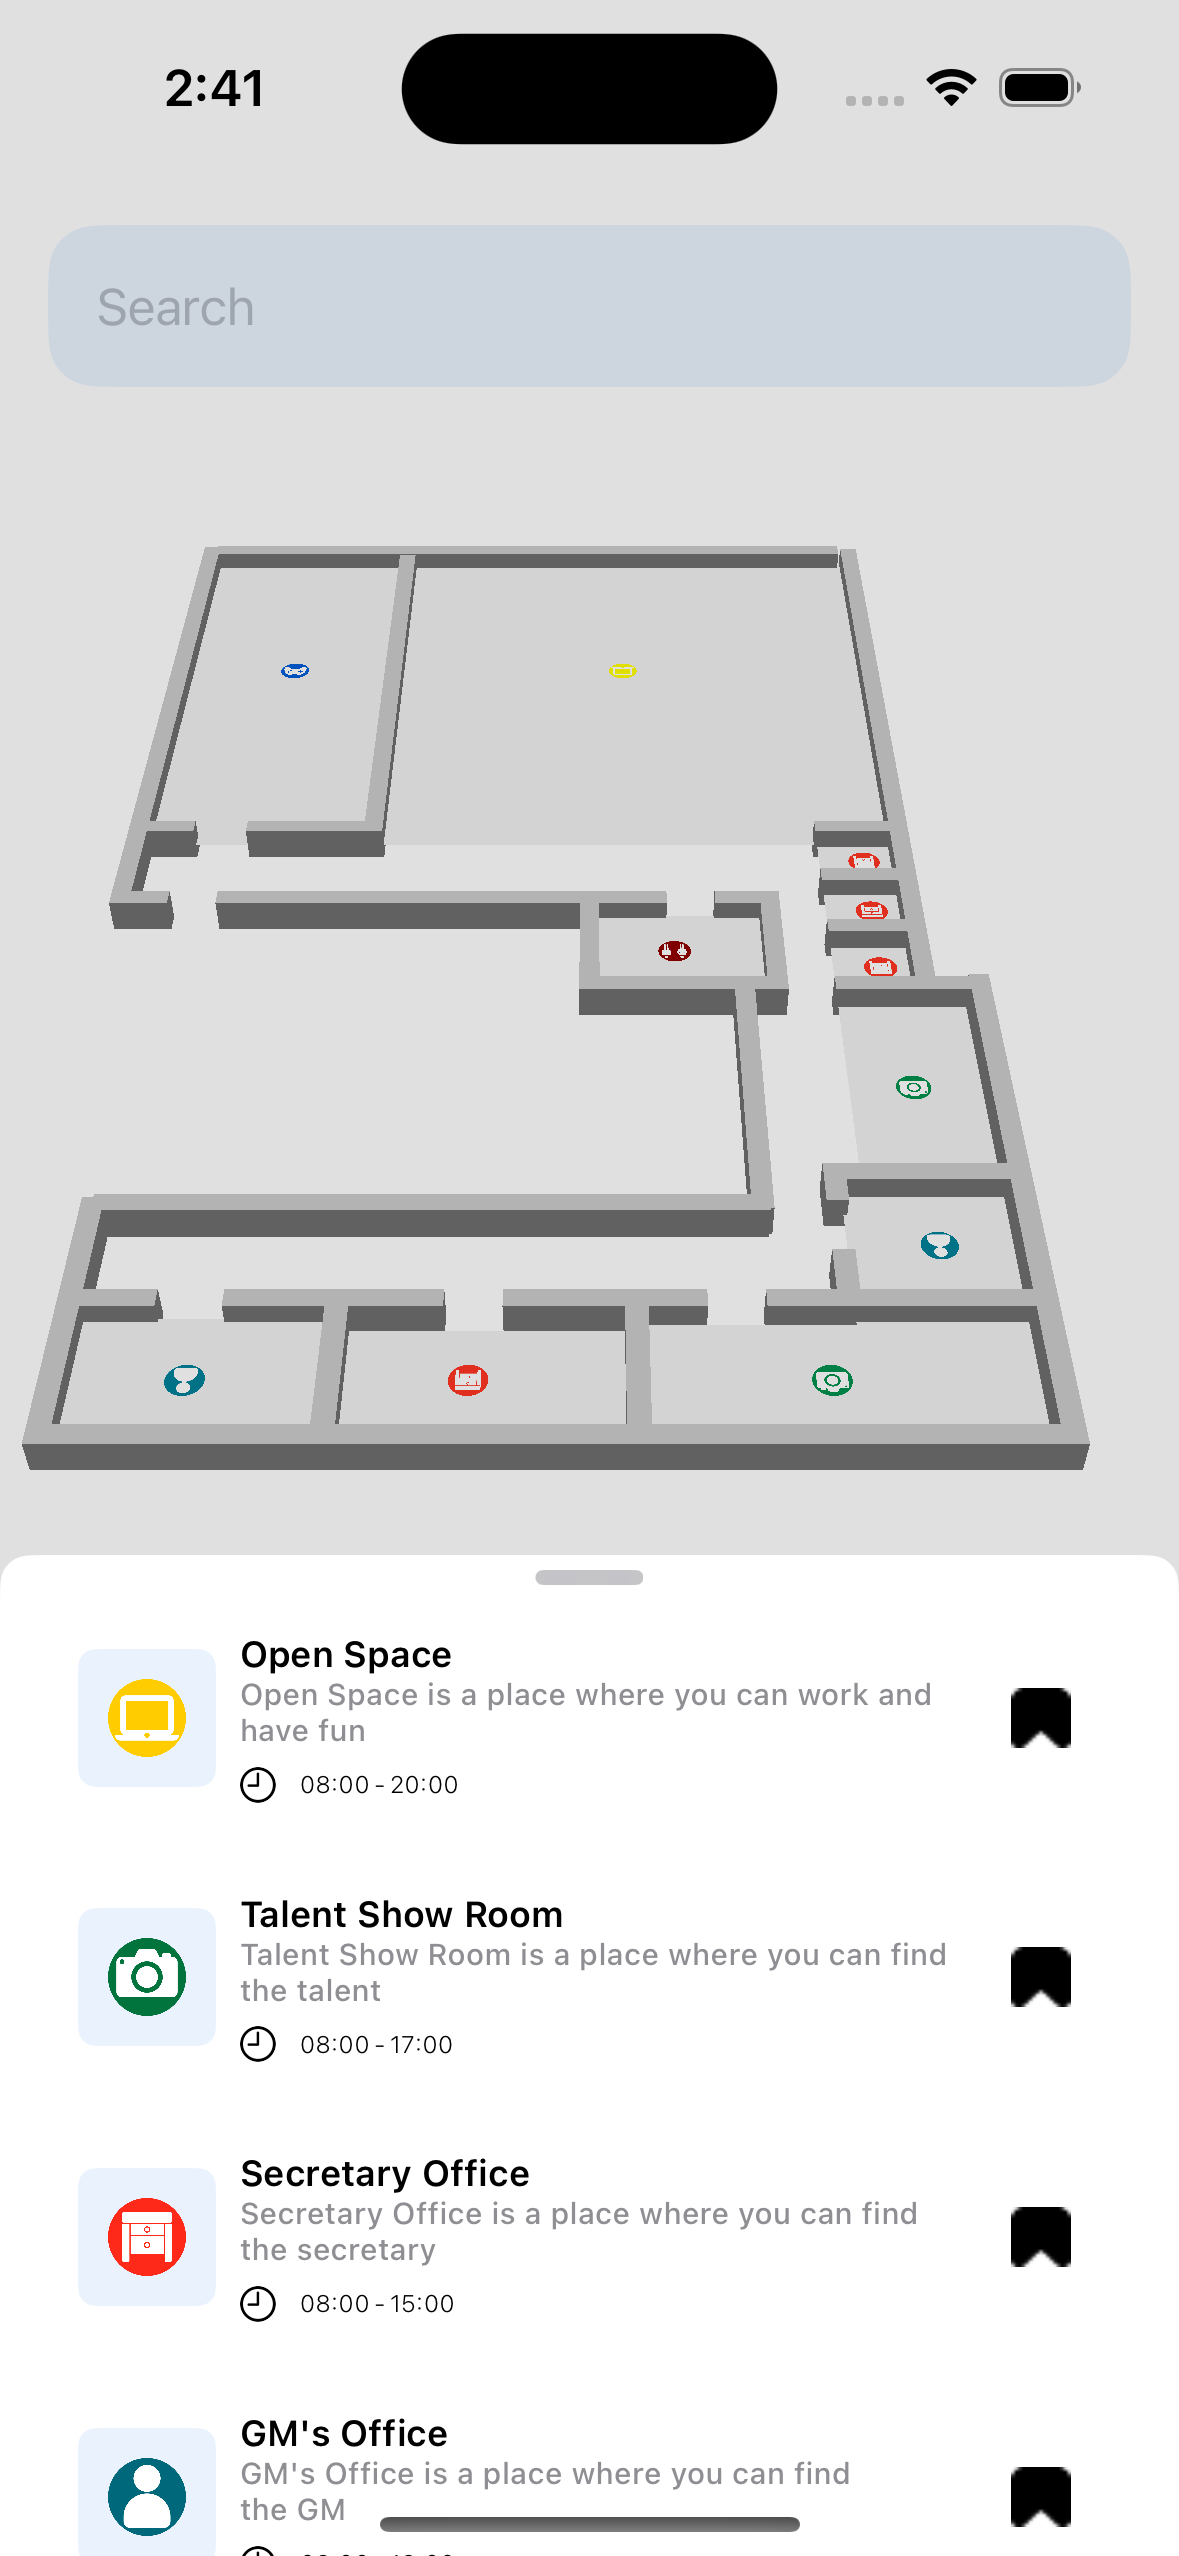 2:41
Search
Open Space
Open Space is a place where you can work and
have fun
08:00 - 20:00
Talent Show Room
Talent Show Room is a place where you can find
the talent
08:00 - 17:00
Secretary Office
Secretary Office is a place where you can find
the secretary
08:00 - 15:00
GM's Office
GM's Office is a place where you can find
the GM